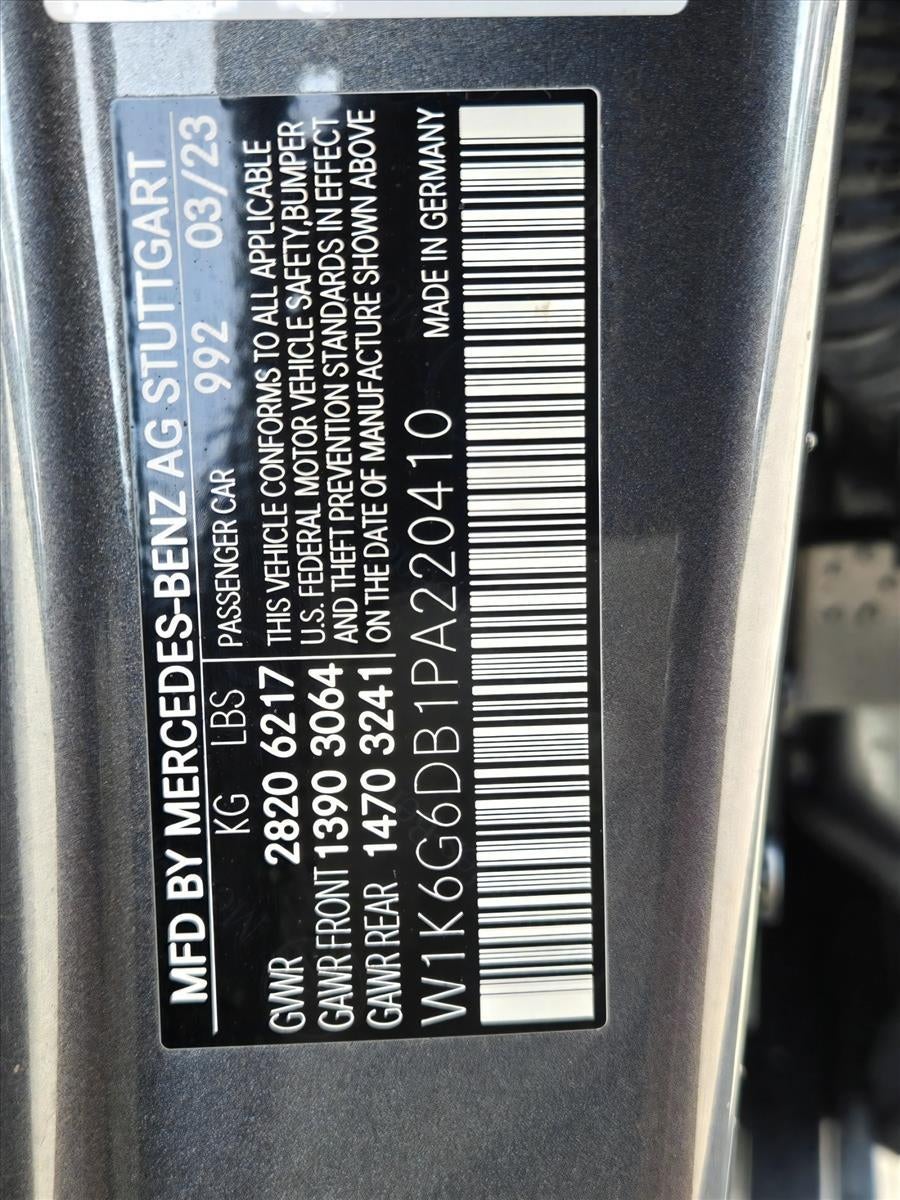 MFD BY MERCEDES-BENZ AG STUTTGART
KG LBS PASSENGER CAR 992 03/23
GVWR 2820 6217 THIS VEHICLE CONFORMS TO ALL APPLICABLE
GAWR FRONT 1390 3064 U.S. FEDERAL MOTOR VEHICLE SAFETY,BUMPER
AND THEFT PREVENTION STANDARDS IN EFFECT
GAWR REAR 1470 3241 ON THE DATE OF MANUFACTURE SHOWN ABOVE
W1K6G6DB1PA220410 MADE IN GERMANY